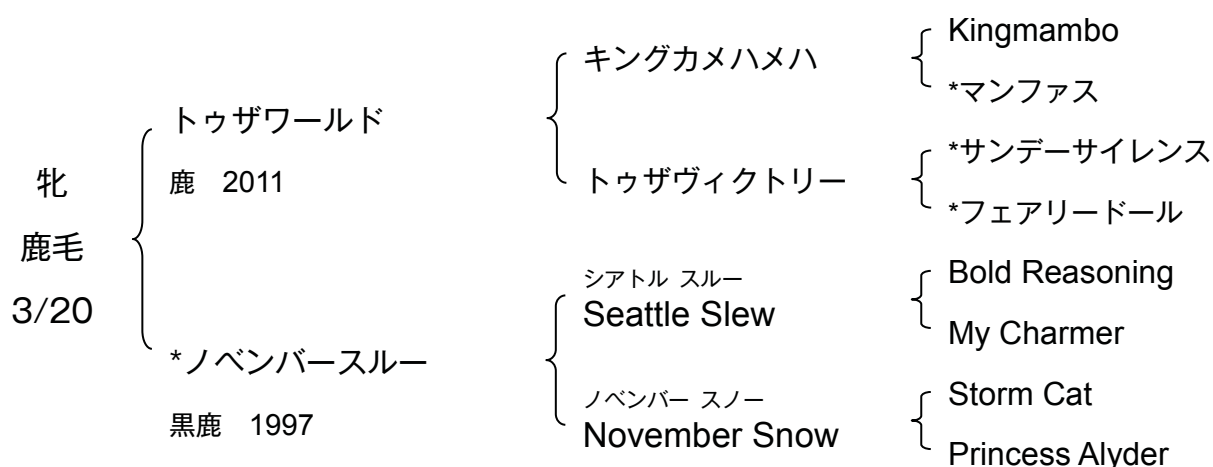 牝
鹿毛
3/20
トゥザワールド
鹿 2011
*ノベンバースルー
黒鹿 1997
キングカメハメハ
トゥザヴィクトリー
シアトル スルー
Seattle Slew
ノベンバー スノー
November Snow
Kingmambo
*マンファス
*サンデーサイレンス
*フェアリードール
Bold Reasoning
My Charmer
Storm Cat
Princess Alyder